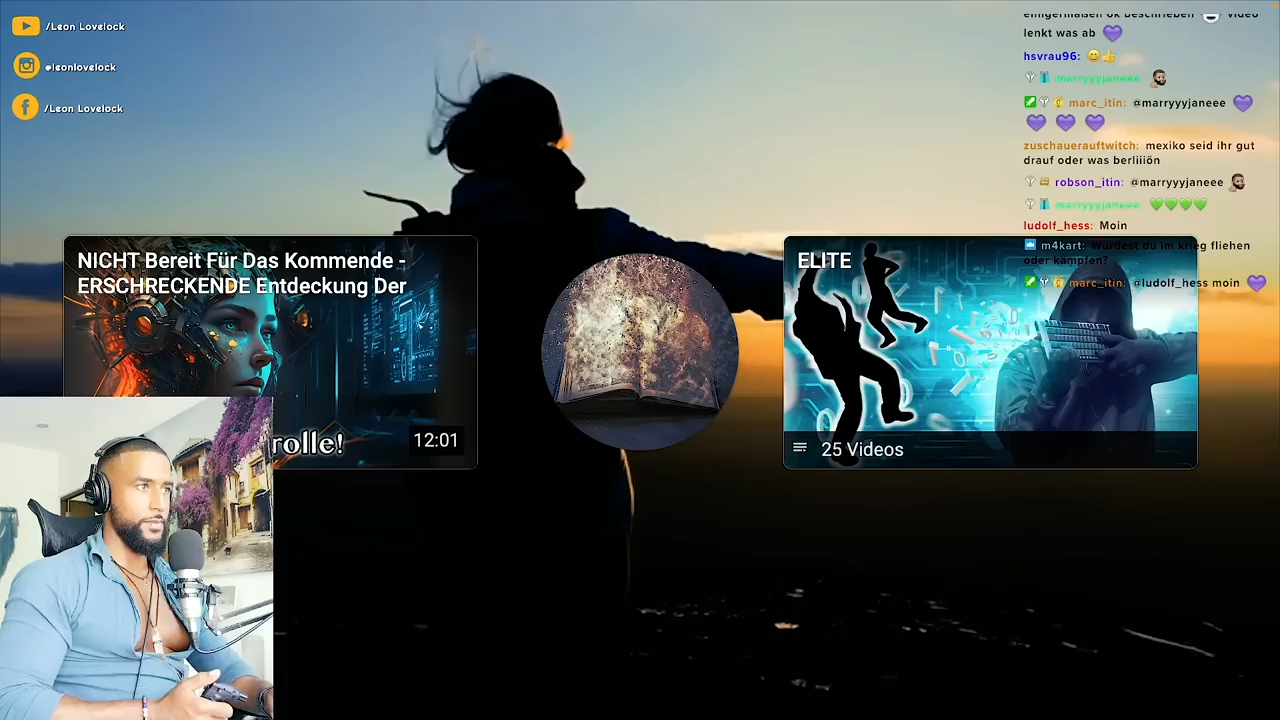 /Leon Lovelock
@leonlovelock
/Leon Lovelock
einigermaßen ok beschrieben video
lenkt was ab
hsvrau96:
marryyyjaneee:
marc_itin: @marryyyjaneee
zuschauerauftwitch: mexiko seid ihr gut
drauf oder was berliiiön
robson_itin: @marryyyjaneee
marryyyjaneee:
ludolf_hess: Moin
m4kart: Würdest du im krieg fliehen
oder kämpfen?
marc_itin: @ludolf_hess moin
NICHT Bereit Für Das Kommende -
ERSCHRECKENDE Entdeckung Der
rolle!
12:01
ELITE
25 Videos